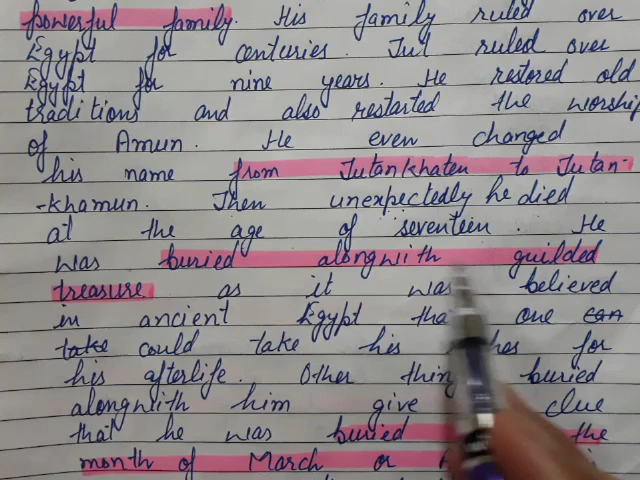 powerful family. His family ruled over
Egypt for centuries. Tut ruled over
Egypt for nine years. He restored old
traditions and also restarted the worship
of Amun. He even changed
his name from Tutankhaten to Tutan-
-khamun. Then unexpectedly he died
at the age of seventeen. He
was buried alongwith guilded
treasure as it was believed
in ancient Egypt tha one can
take could take his has for
his afterlife. Other thing buried
alongwith him give clue
that he was buried the
month of March or